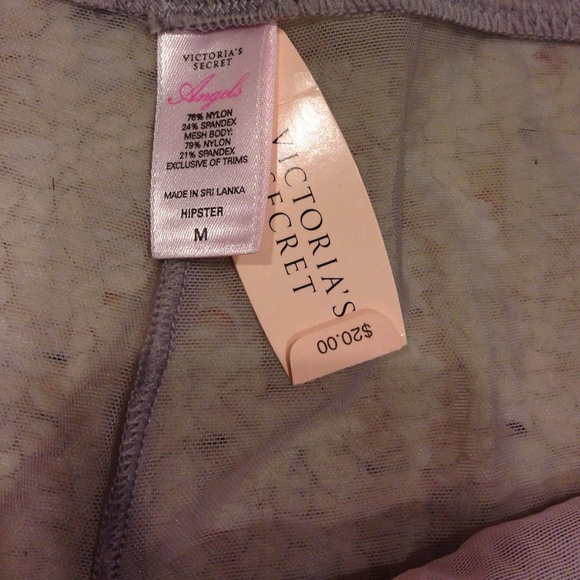 VICTORIA'S
SECRET
Angels
76% NYLON
24% SPANDEX
MESH BODY:
79% NYLON
21% SPANDEX
EXCLUSIVE OF TRIMS
MADE IN SRI LANKA
HIPSTER
M
VICTORIA'S
SECRET
$20.00